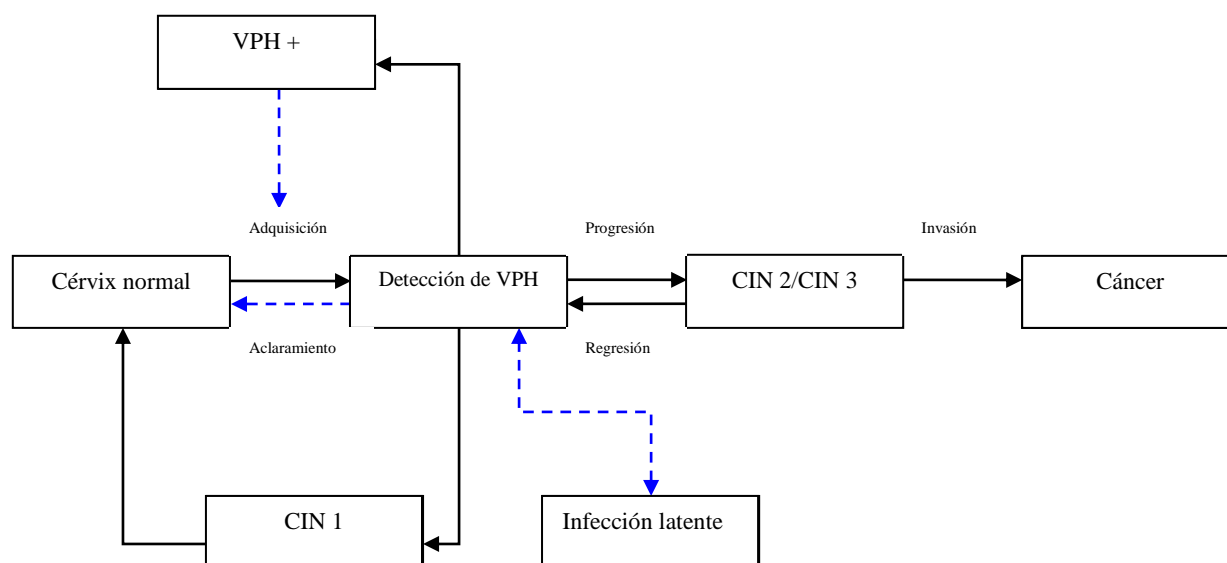 VPH +
Adquisición
Progresión
Invasión
Cérvix normal
Detección de VPH
CIN 2/CIN 3
Cáncer
Aclaramiento
Regresión
CIN 1
Infección latente